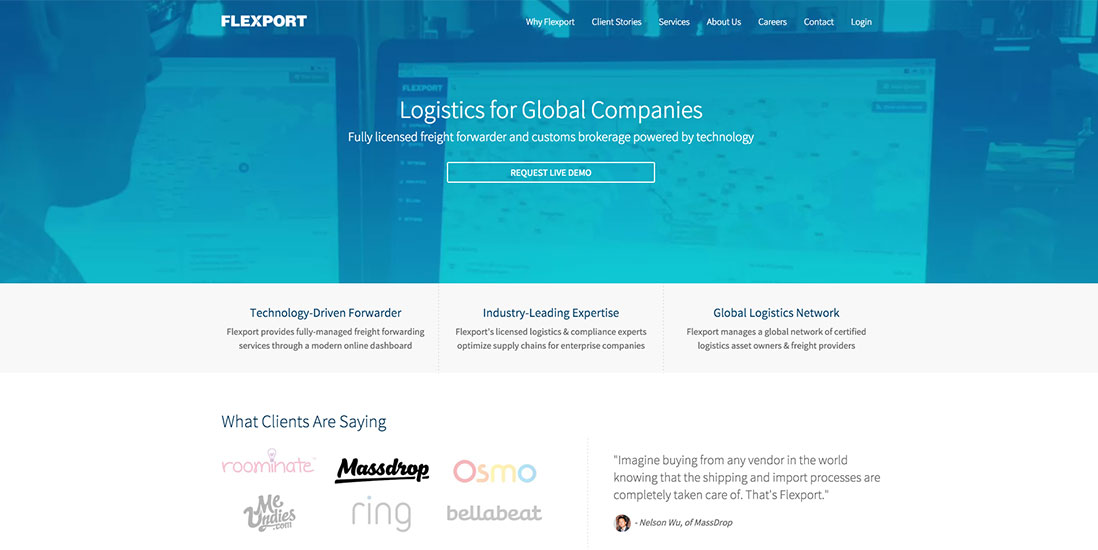 FLEXPORT
Why Flexport Client Stories Services About Us Careers Contact Login
FLEXPORT
Logistics for Global Companies
Fully licensed freight forwarder and customs brokerage powered by technology
REQUEST LIVE DEMO
Technology-Driven Forwarder
Flexport provides fully-managed freight forwarding
services through a modern online dashboard
Industry-Leading Expertise
Flexport's licensed logistics & compliance experts
optimize supply chains for enterprise companies
Global Logistics Network
Flexport manages a global network of certified
logistics asset owners & freight providers
What Clients Are Saying
roominate™
Massdrop
Osmo
MeUndies
.com
ring
bellabeat
"Imagine buying from any vendor in the world
knowing that the shipping and import processes are
completely taken care of. That's Flexport."
- Nelson Wu, of MassDrop